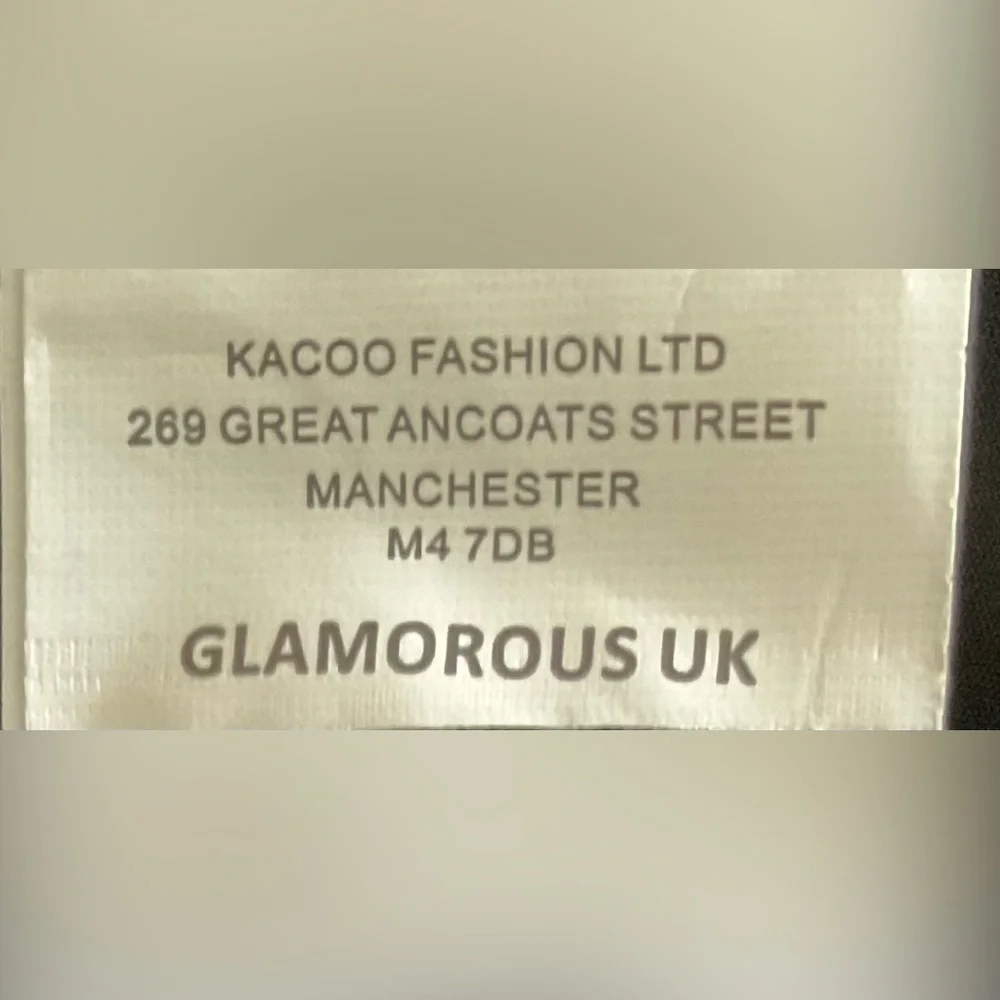 KACOO FASHION LTD
269 GREAT ANCOATS STREET
MANCHESTER
M4 7DB
GLAMOROUS UK